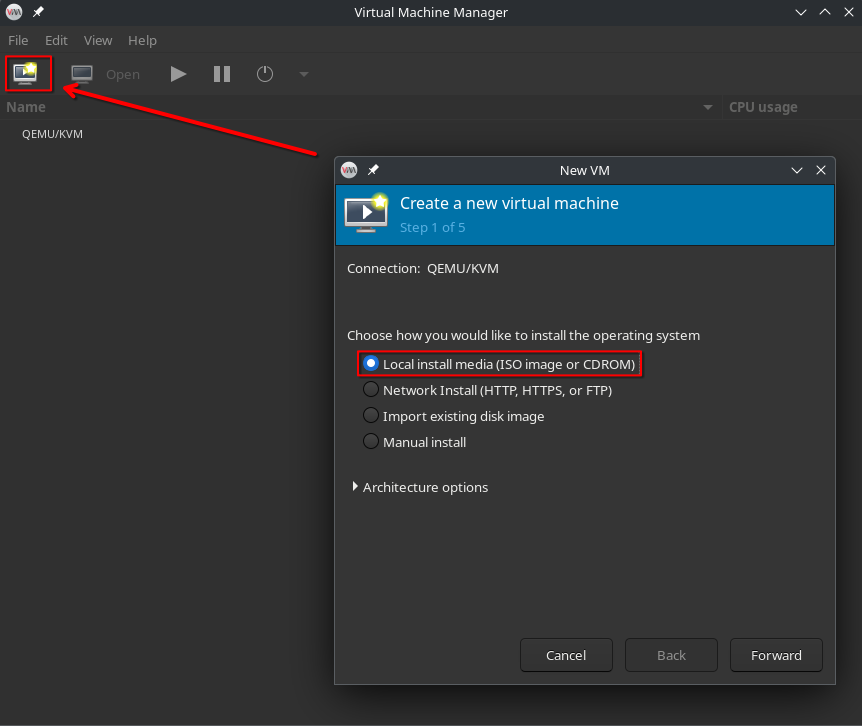 Virtual Machine Manager
File Edit View Help
Open
Name CPU usage
QEMU/KVM
New VM
Create a new virtual machine
Step 1 of 5
Connection: QEMU/KVM
Choose how you would like to install the operating system
Local install media (ISO image or CDROM)
Network Install (HTTP, HTTPS, or FTP)
Import existing disk image
Manual install
Architecture options
Cancel Back Forward